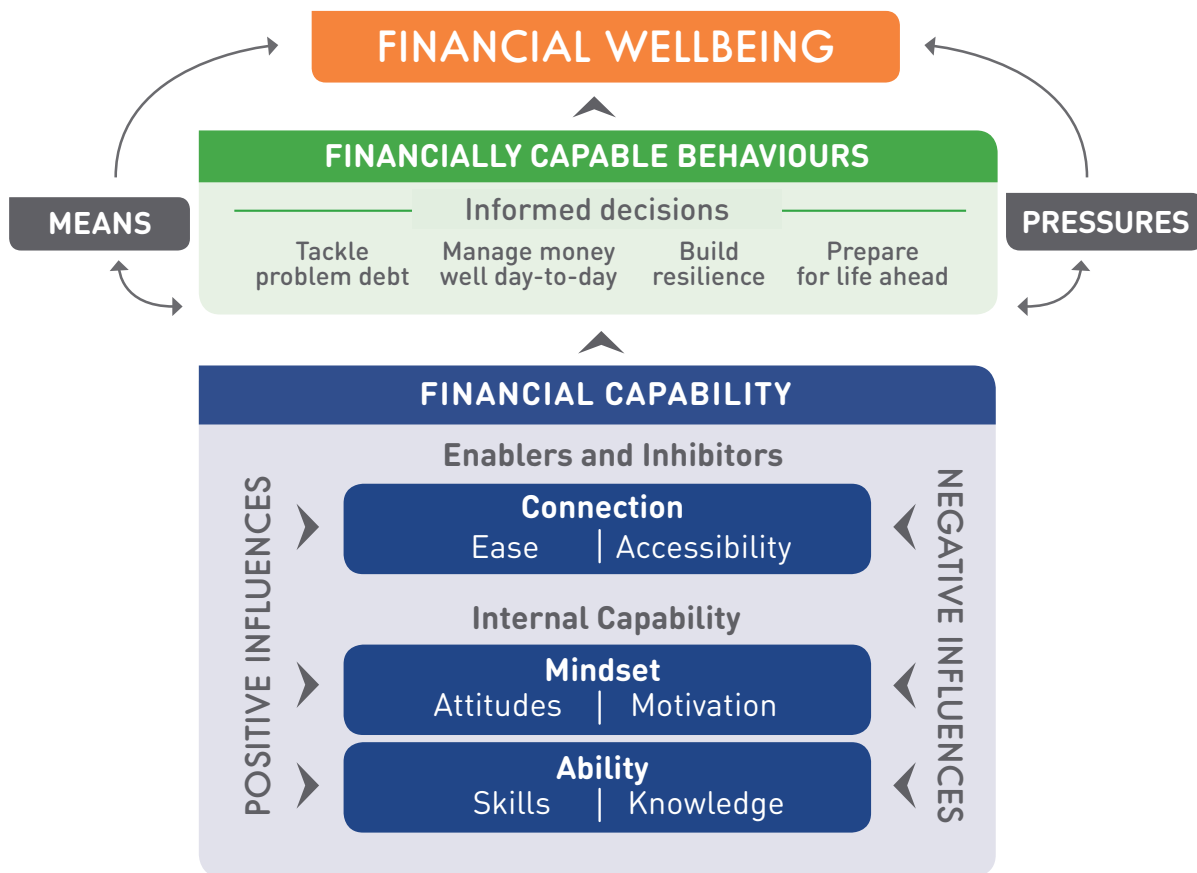 FINANCIAL WELLBEING
FINANCIALLY CAPABLE BEHAVIOURS
MEANS
PRESSURES
Informed decisions
Tackle
problem debt
Manage money
well day-to-day
Build
resilience
Prepare
for life ahead
FINANCIAL CAPABILITY
POSITIVE INFLUENCES
NEGATIVE INFLUENCES
Enablers and Inhibitors
Connection
Ease | Accessibility
Internal Capability
Mindset
Attitudes | Motivation
Ability
Skills | Knowledge